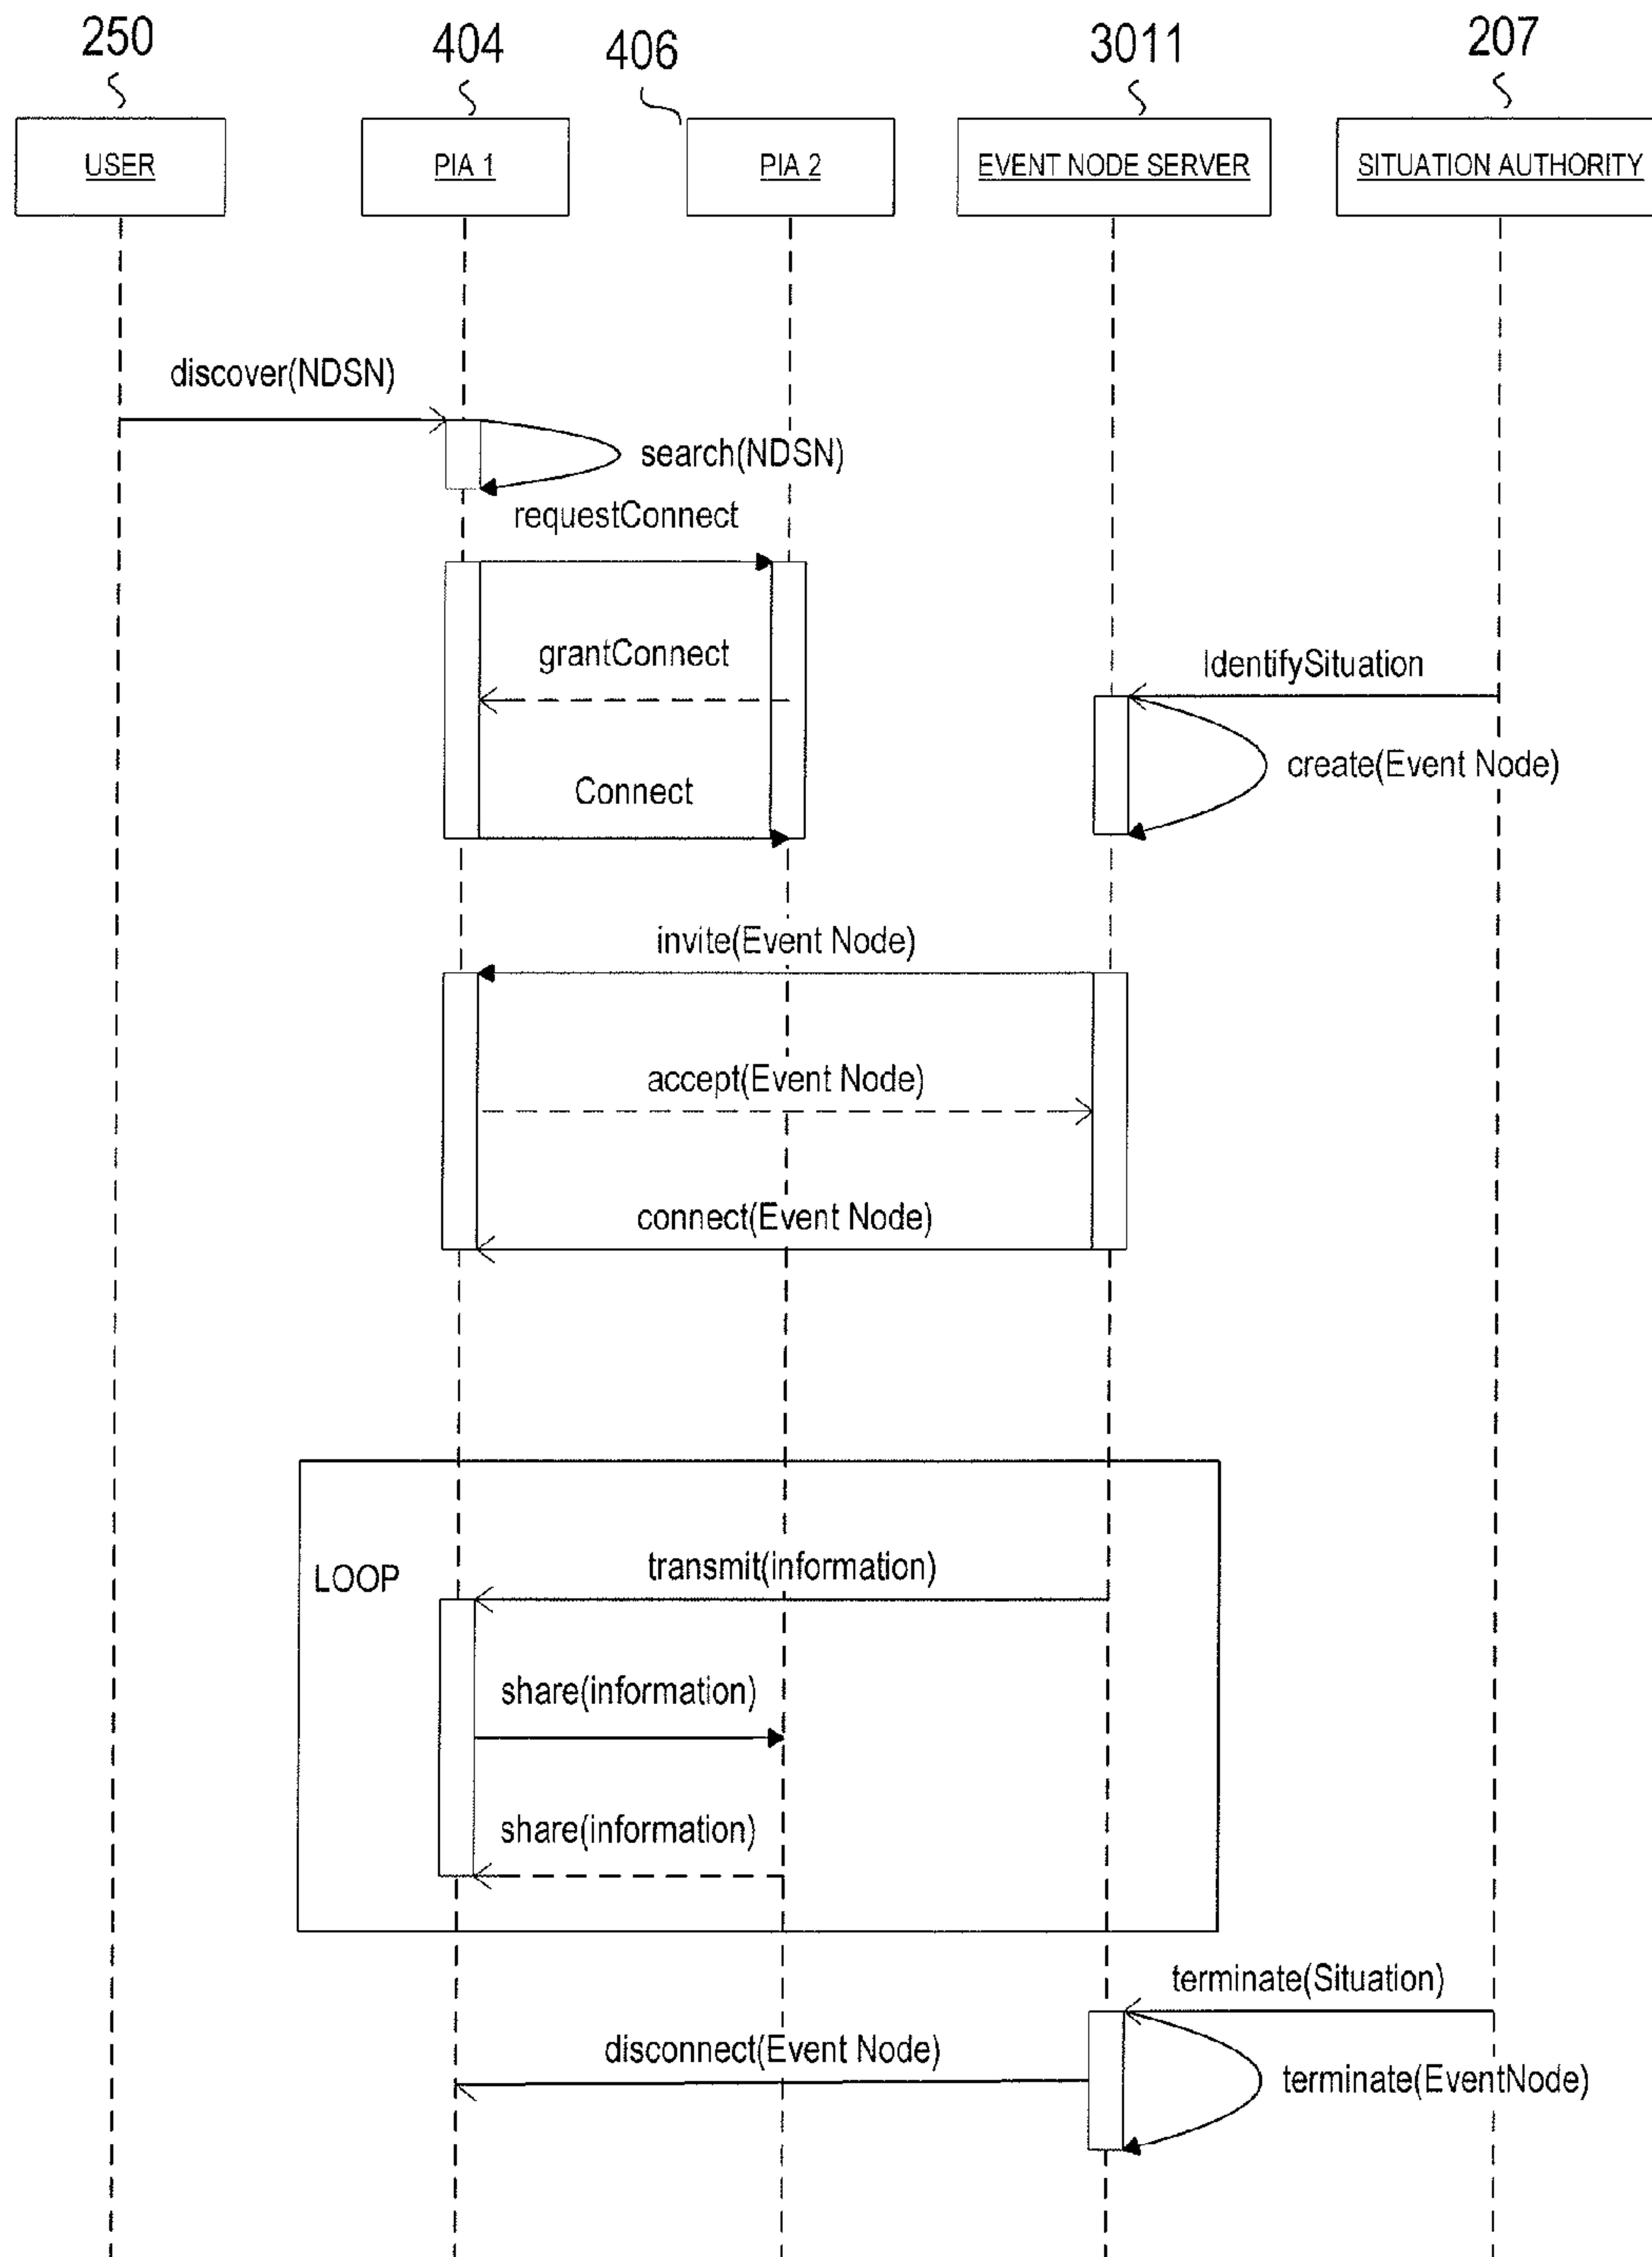 250
404
406
3011
207
USER
PIA 1
PIA 2
EVENT NODE SERVER
SITUATION AUTHORITY
discover(NDSN)
search(NDSN)
requestConnect
grantConnect
IdentifySituation
create(Event Node)
Connect
invite(Event Node)
accept(Event Node)
connect(Event Node)
LOOP
transmit(information)
share(information)
share(information)
terminate(Situation)
disconnect(Event Node)
terminate(EventNode)